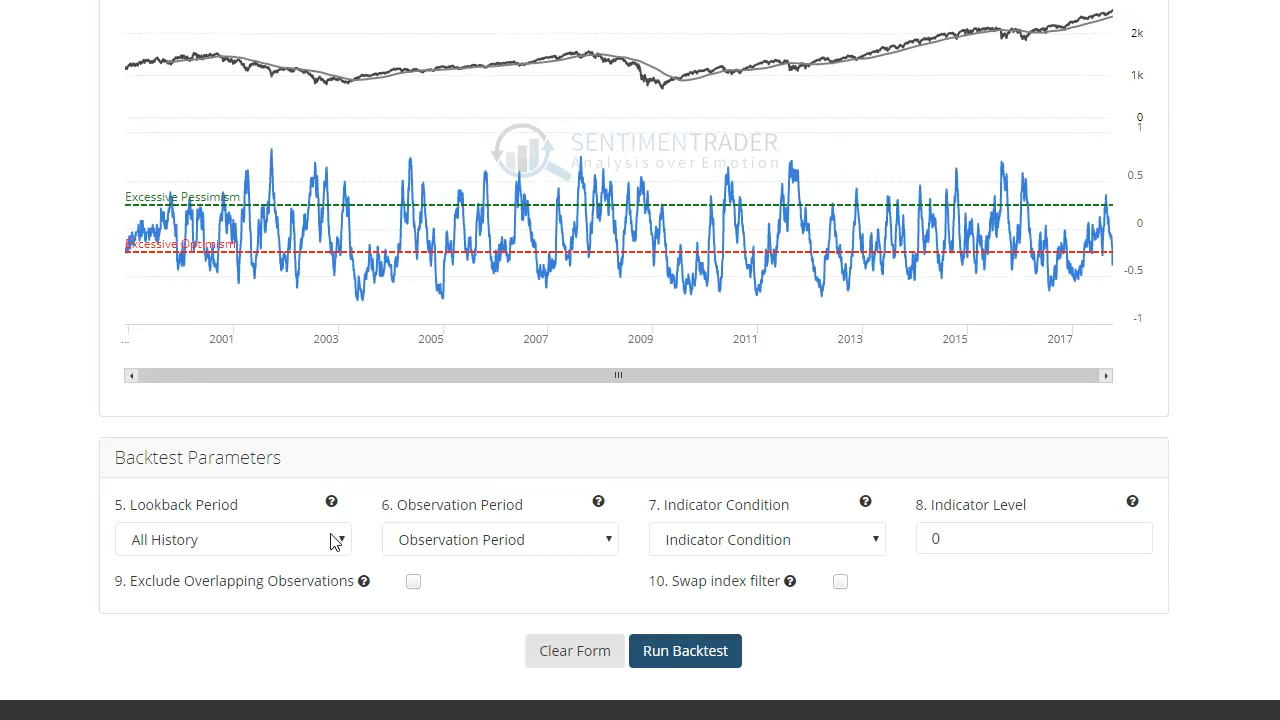 2k
1k
0
1
SENTIMENTRADER
Analysis over Emotion
0.5
Excessive Pessimism
0
Excessive Optimism
-0.5
-1
... 2001 2003 2005 2007 2009 2011 2013 2015 2017
Backtest Parameters
5. Lookback Period 6. Observation Period 7. Indicator Condition 8. Indicator Level
All History Observation Period Indicator Condition 0
9. Exclude Overlapping Observations 10. Swap index filter
Clear Form Run Backtest